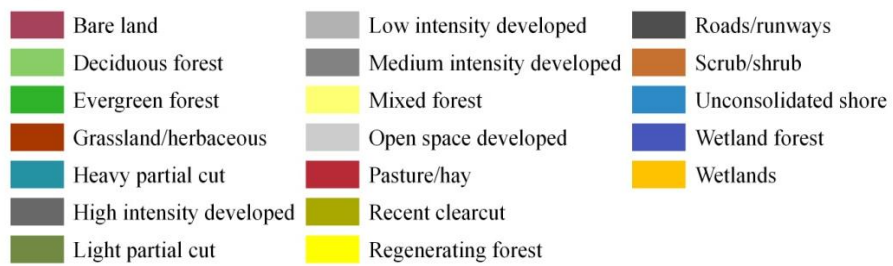 Bare land
Deciduous forest
Evergreen forest
Grassland/herbaceous
Heavy partial cut
High intensity developed
Light partial cut
Low intensity developed
Medium intensity developed
Mixed forest
Open space developed
Pasture/hay
Recent clearcut
Regenerating forest
Roads/runways
Scrub/shrub
Unconsolidated shore
Wetland forest
Wetlands